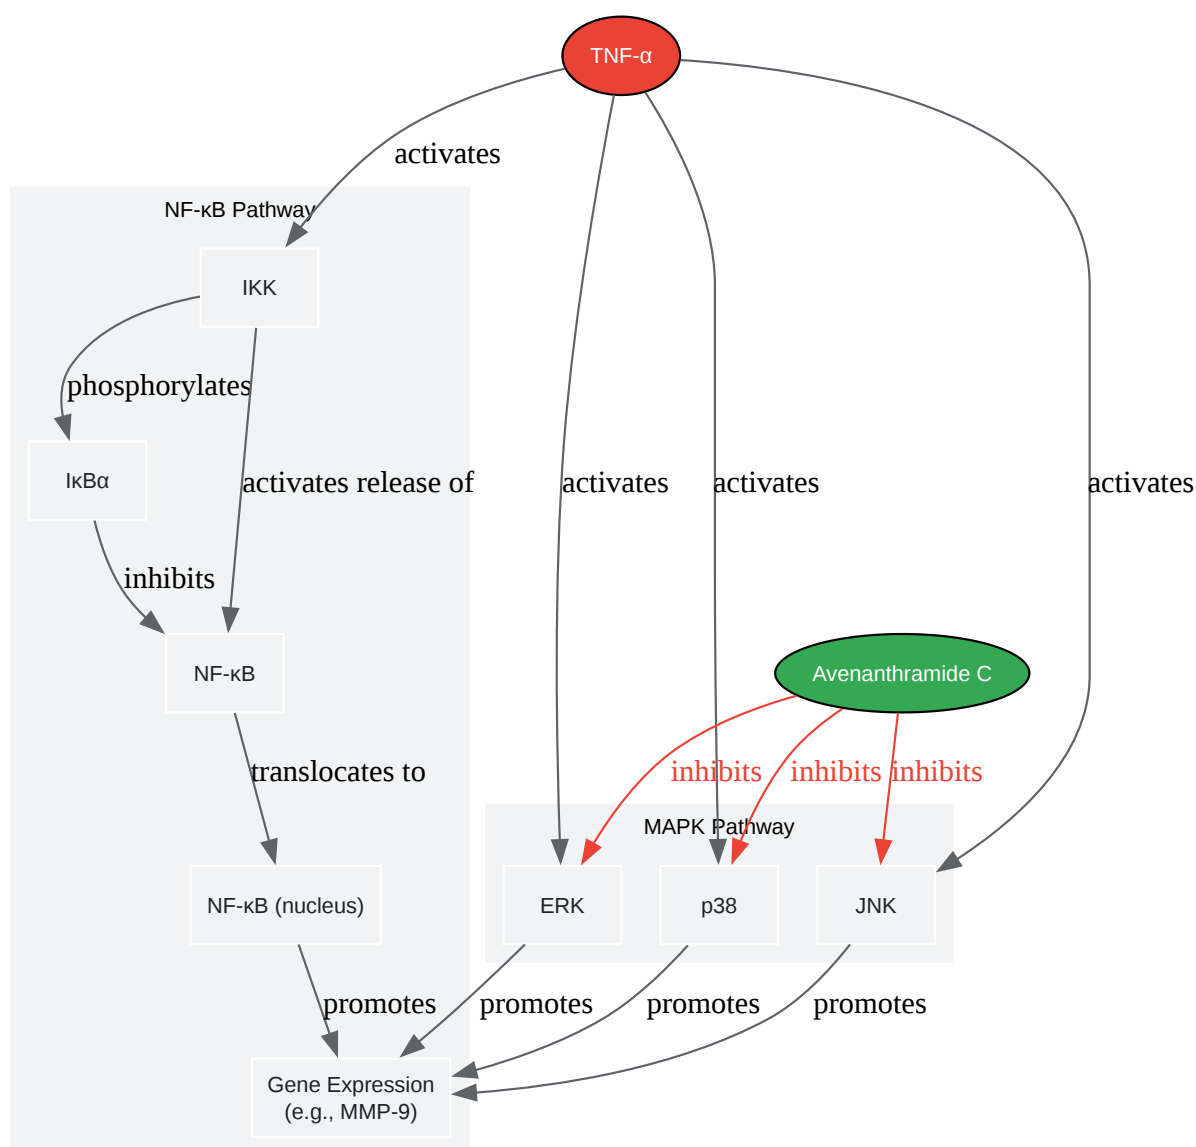 TNF-α
activates
NF-κB Pathway
IKK
phosphorylates
IκBα
activates release of
activates
activates
activates
inhibits
NF-κB
Avenanthramide C
translocates to
inhibits
inhibits
inhibits
MAPK Pathway
NF-κB (nucleus)
ERK
p38
JNK
promotes
promotes
promotes
promotes
Gene Expression
(e.g., MMP-9)